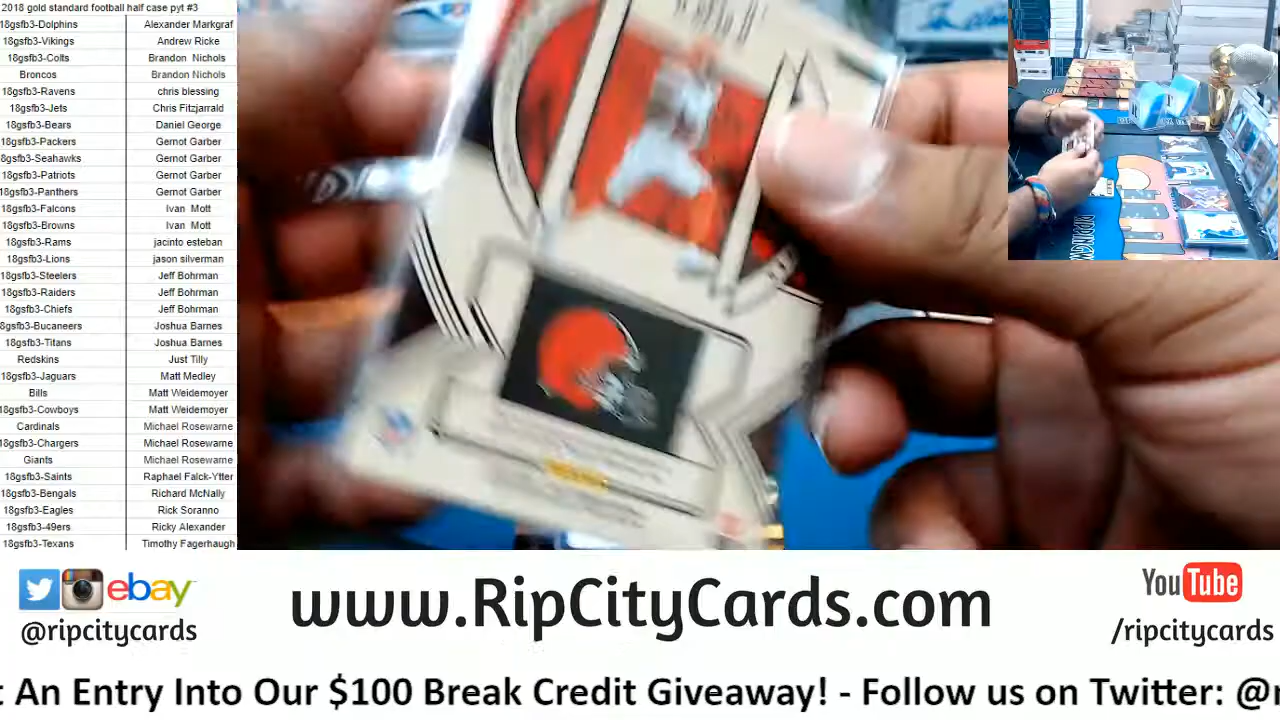 2018 gold standard football half case pyt #3
18gsfb3-Dolphins Alexander Markgraf
18gsfb3-Vikings Andrew Ricke
18gsfb3-Colts Brandon Nichols
Broncos Brandon Nichols
18gsfb3-Ravens chris blessing
18gsfb3-Jets Chris Fitzjarrald
18gsfb3-Bears Daniel George
18gsfb3-Packers Gernot Garber
8gsfb3-Seahawks Gernot Garber
18gsfb3-Patriots Gernot Garber
18gsfb3-Panthers Gernot Garber
18gsfb3-Falcons Ivan Mott
18gsfb3-Browns Ivan Mott
18gsfb3-Rams jacinto esteban
18gsfb3-Lions jason silverman
18gsfb3-Steelers Jeff Bohrman
18gsfb3-Raiders Jeff Bohrman
18gsfb3-Chiefs Jeff Bohrman
8gsfb3-Bucaneers Joshua Barnes
18gsfb3-Titans Joshua Barnes
Redskins Just Tilly
18gsfb3-Jaguars Matt Medley
Bills Matt Weidemoyer
18gsfb3-Cowboys Matt Weidemoyer
Cardinals Michael Rosewarne
18gsfb3-Chargers Michael Rosewarne
Giants Michael Rosewarne
18gsfb3-Saints Raphael Falck-Ytter
18gsfb3-Bengals Richard McNally
18gsfb3-Eagles Rick Soranno
18gsfb3-49ers Ricky Alexander
18gsfb3-Texans Timothy Fagerhaugh
ebay
@ripcitycards
www.RipCityCards.com
YouTube
/ripcitycards
An Entry Into Our $100 Break Credit Giveaway! - Follow us on Twitter: